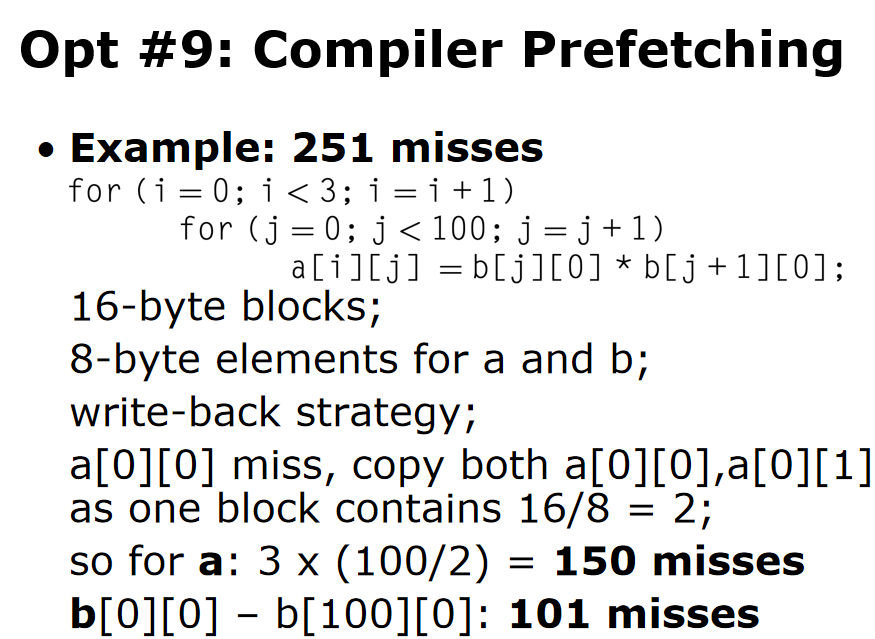 Opt #9: Compiler Prefetching
• Example: 251 misses
for (i = 0; i < 3; i = i + 1)
for (j = 0; j < 100; j = j + 1)
a[i][j] = b[j][0] * b[j + 1][0];
16-byte blocks;
8-byte elements for a and b;
write-back strategy;
a[0][0] miss, copy both a[0][0],a[0][1]
as one block contains 16/8 = 2;
so for a: 3 x (100/2) = 150 misses
b[0][0] – b[100][0]: 101 misses